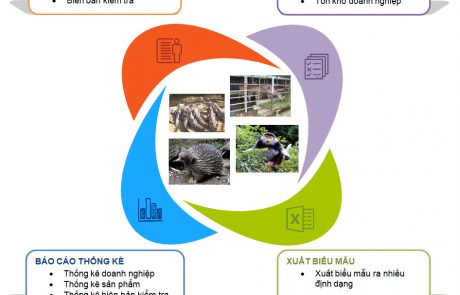 Biên bản kiểm tra
Tồn kho doanh nghiệp
BÁO CÁO THỐNG KÊ
Thống kê doanh nghiệp
Thống kê sản phẩm
Thống kê biên bản kiểm tra
XUẤT BIỂU MẪU
Xuất biểu mẫu ra nhiều
định dạng